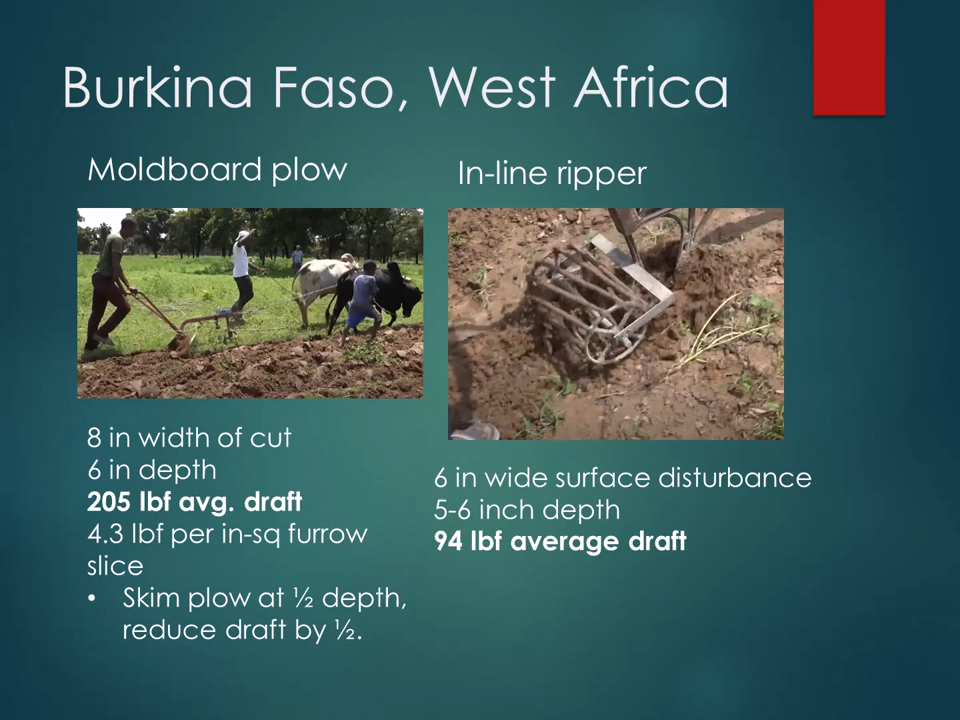 Burkina Faso, West Africa
Moldboard plow
8 in width of cut
6 in depth
205 lbf avg. draft
4.3 lbf per in-sq furrow
slice
• Skim plow at ½ depth,
reduce draft by ½.
In-line ripper
6 in wide surface disturbance
5-6 inch depth
94 lbf average draft